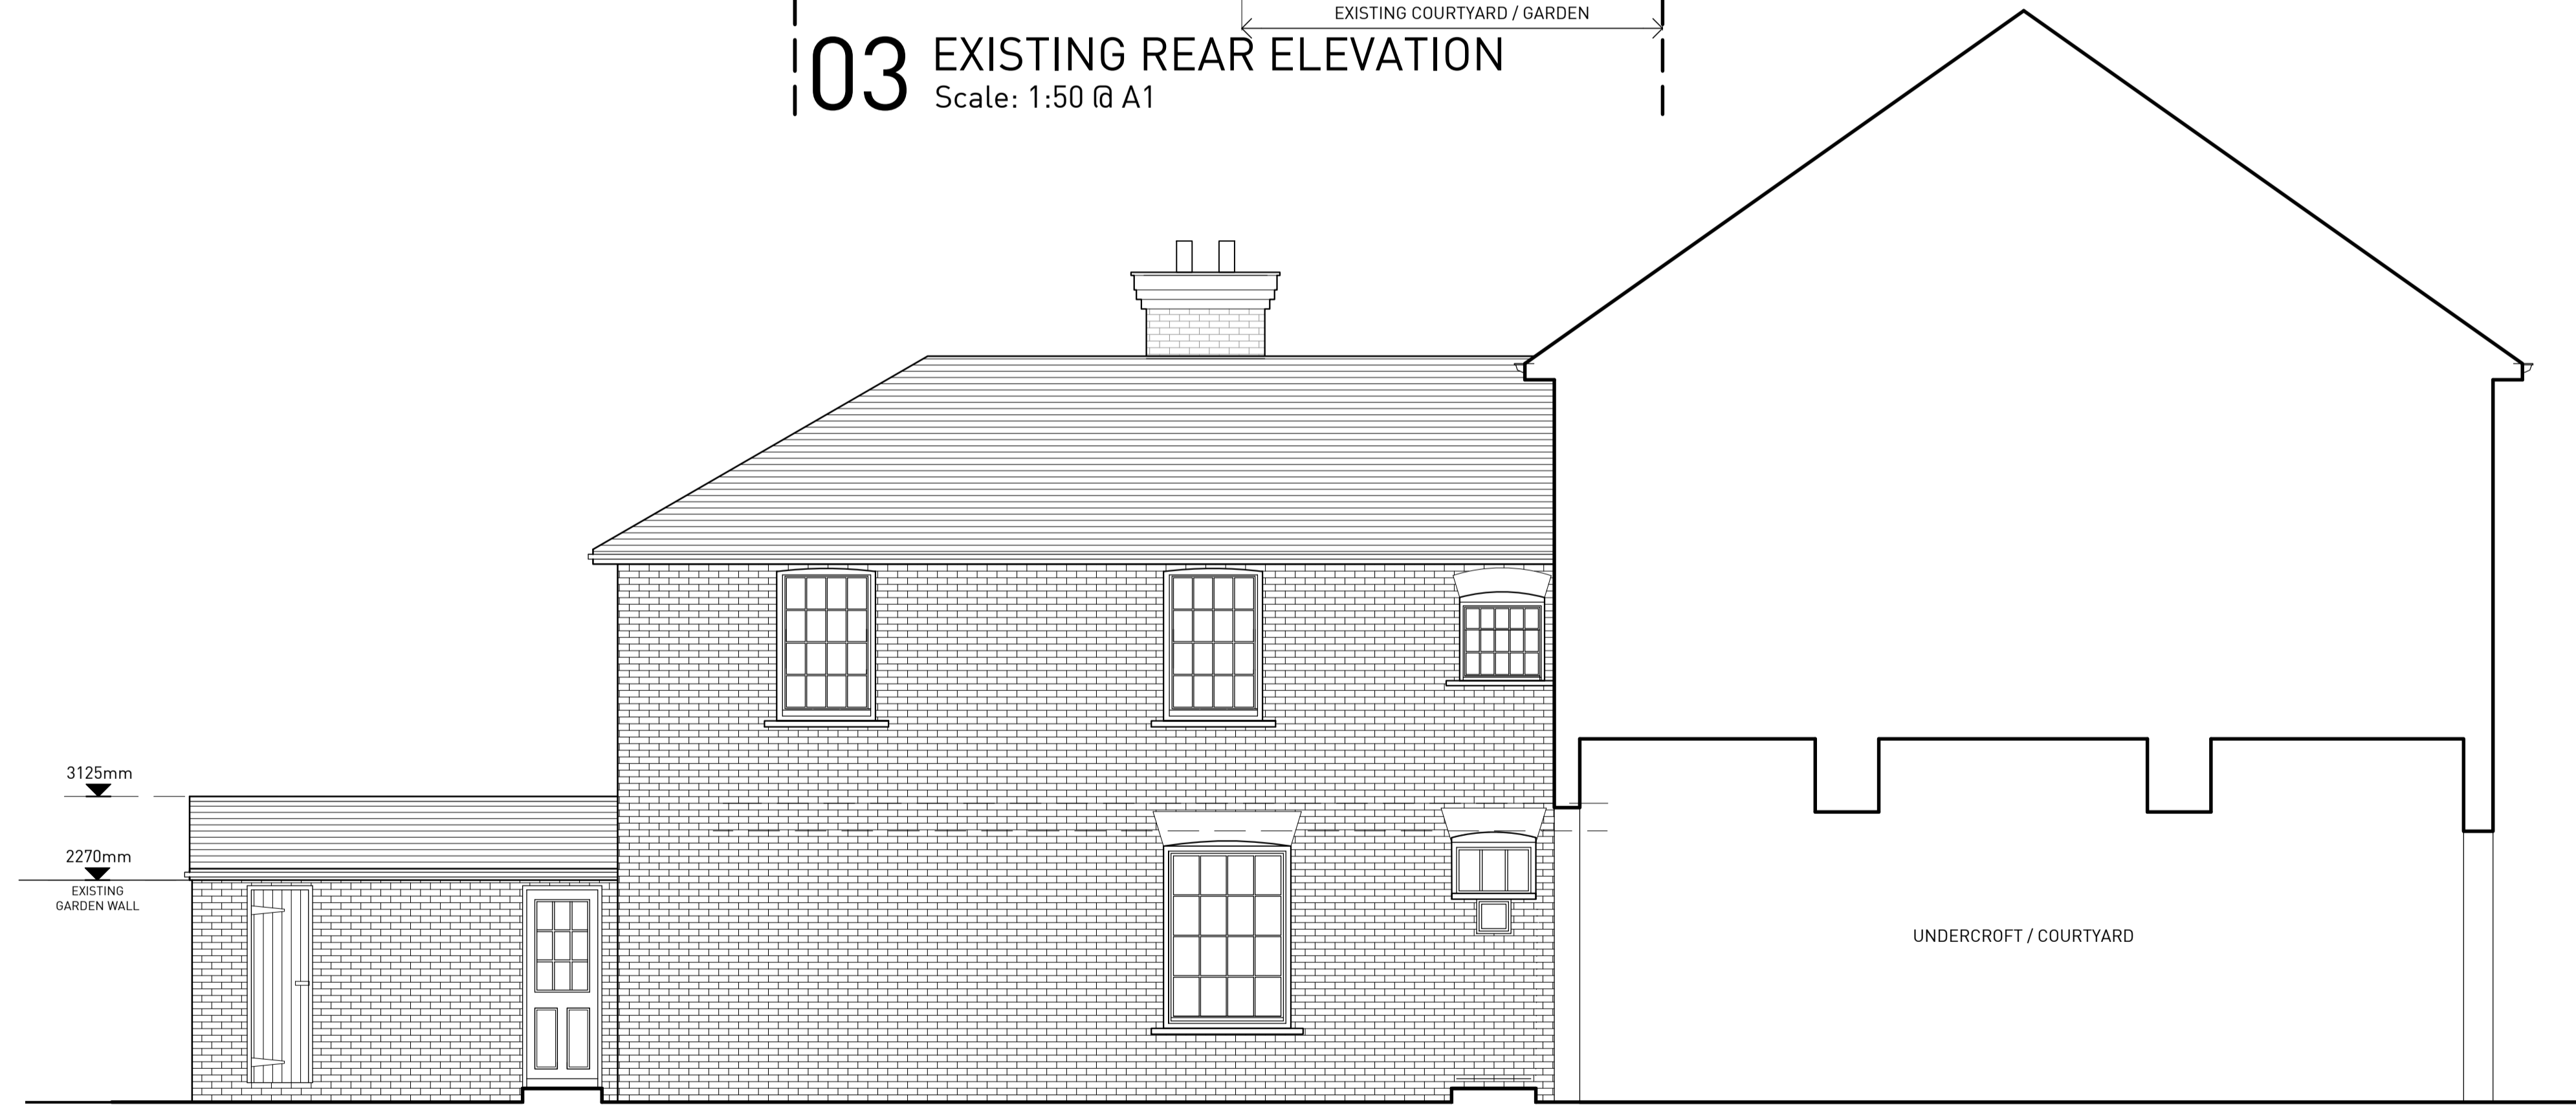 EXISTING COURTYARD / GARDEN
03 EXISTING REAR ELEVATION
Scale: 1:50 @ A1
3125mm
2270mm
EXISTING
GARDEN WALL
UNDERCROFT / COURTYARD